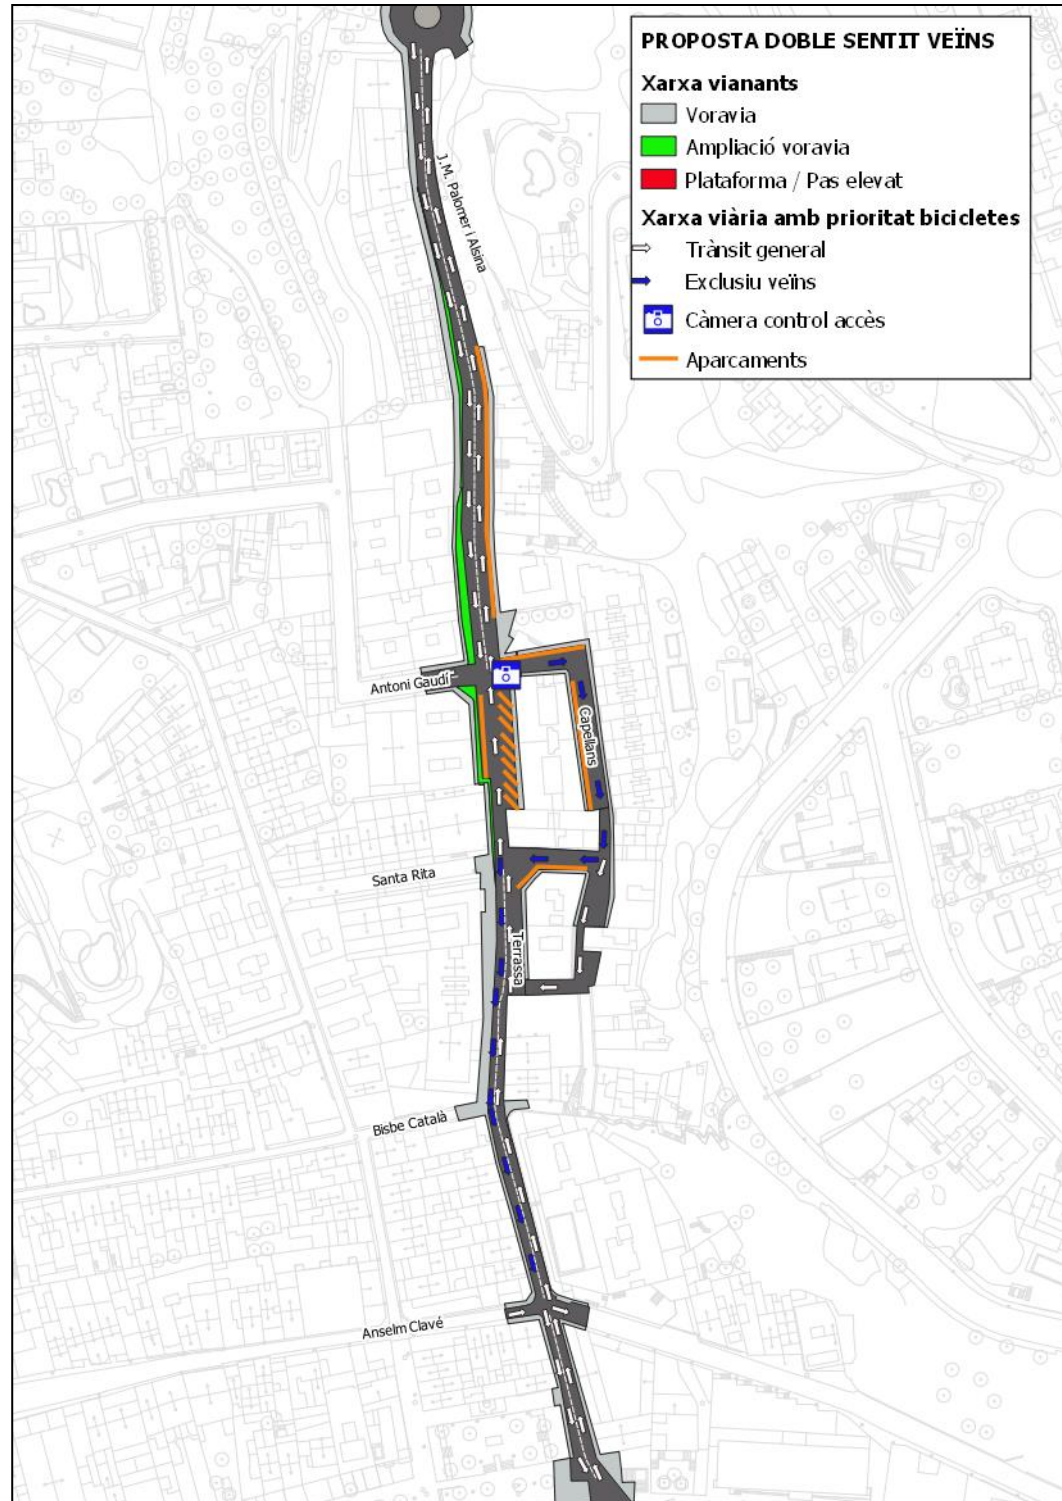 PROPOSTA DOBLE SENTIT VEÏNS
Xarxa vianants
Voravia
Ampliació voravia
Plataforma / Pas elevat
Xarxa viària amb prioritat bicicletes
Trànsit general
Exclusiu veïns
Càmera control accès
Aparcaments
J.M. Palomer i Alsina
Antoni Gaudí
Capellans
Santa Rita
Terrassa
Bisbe Català
Anselm Clavé